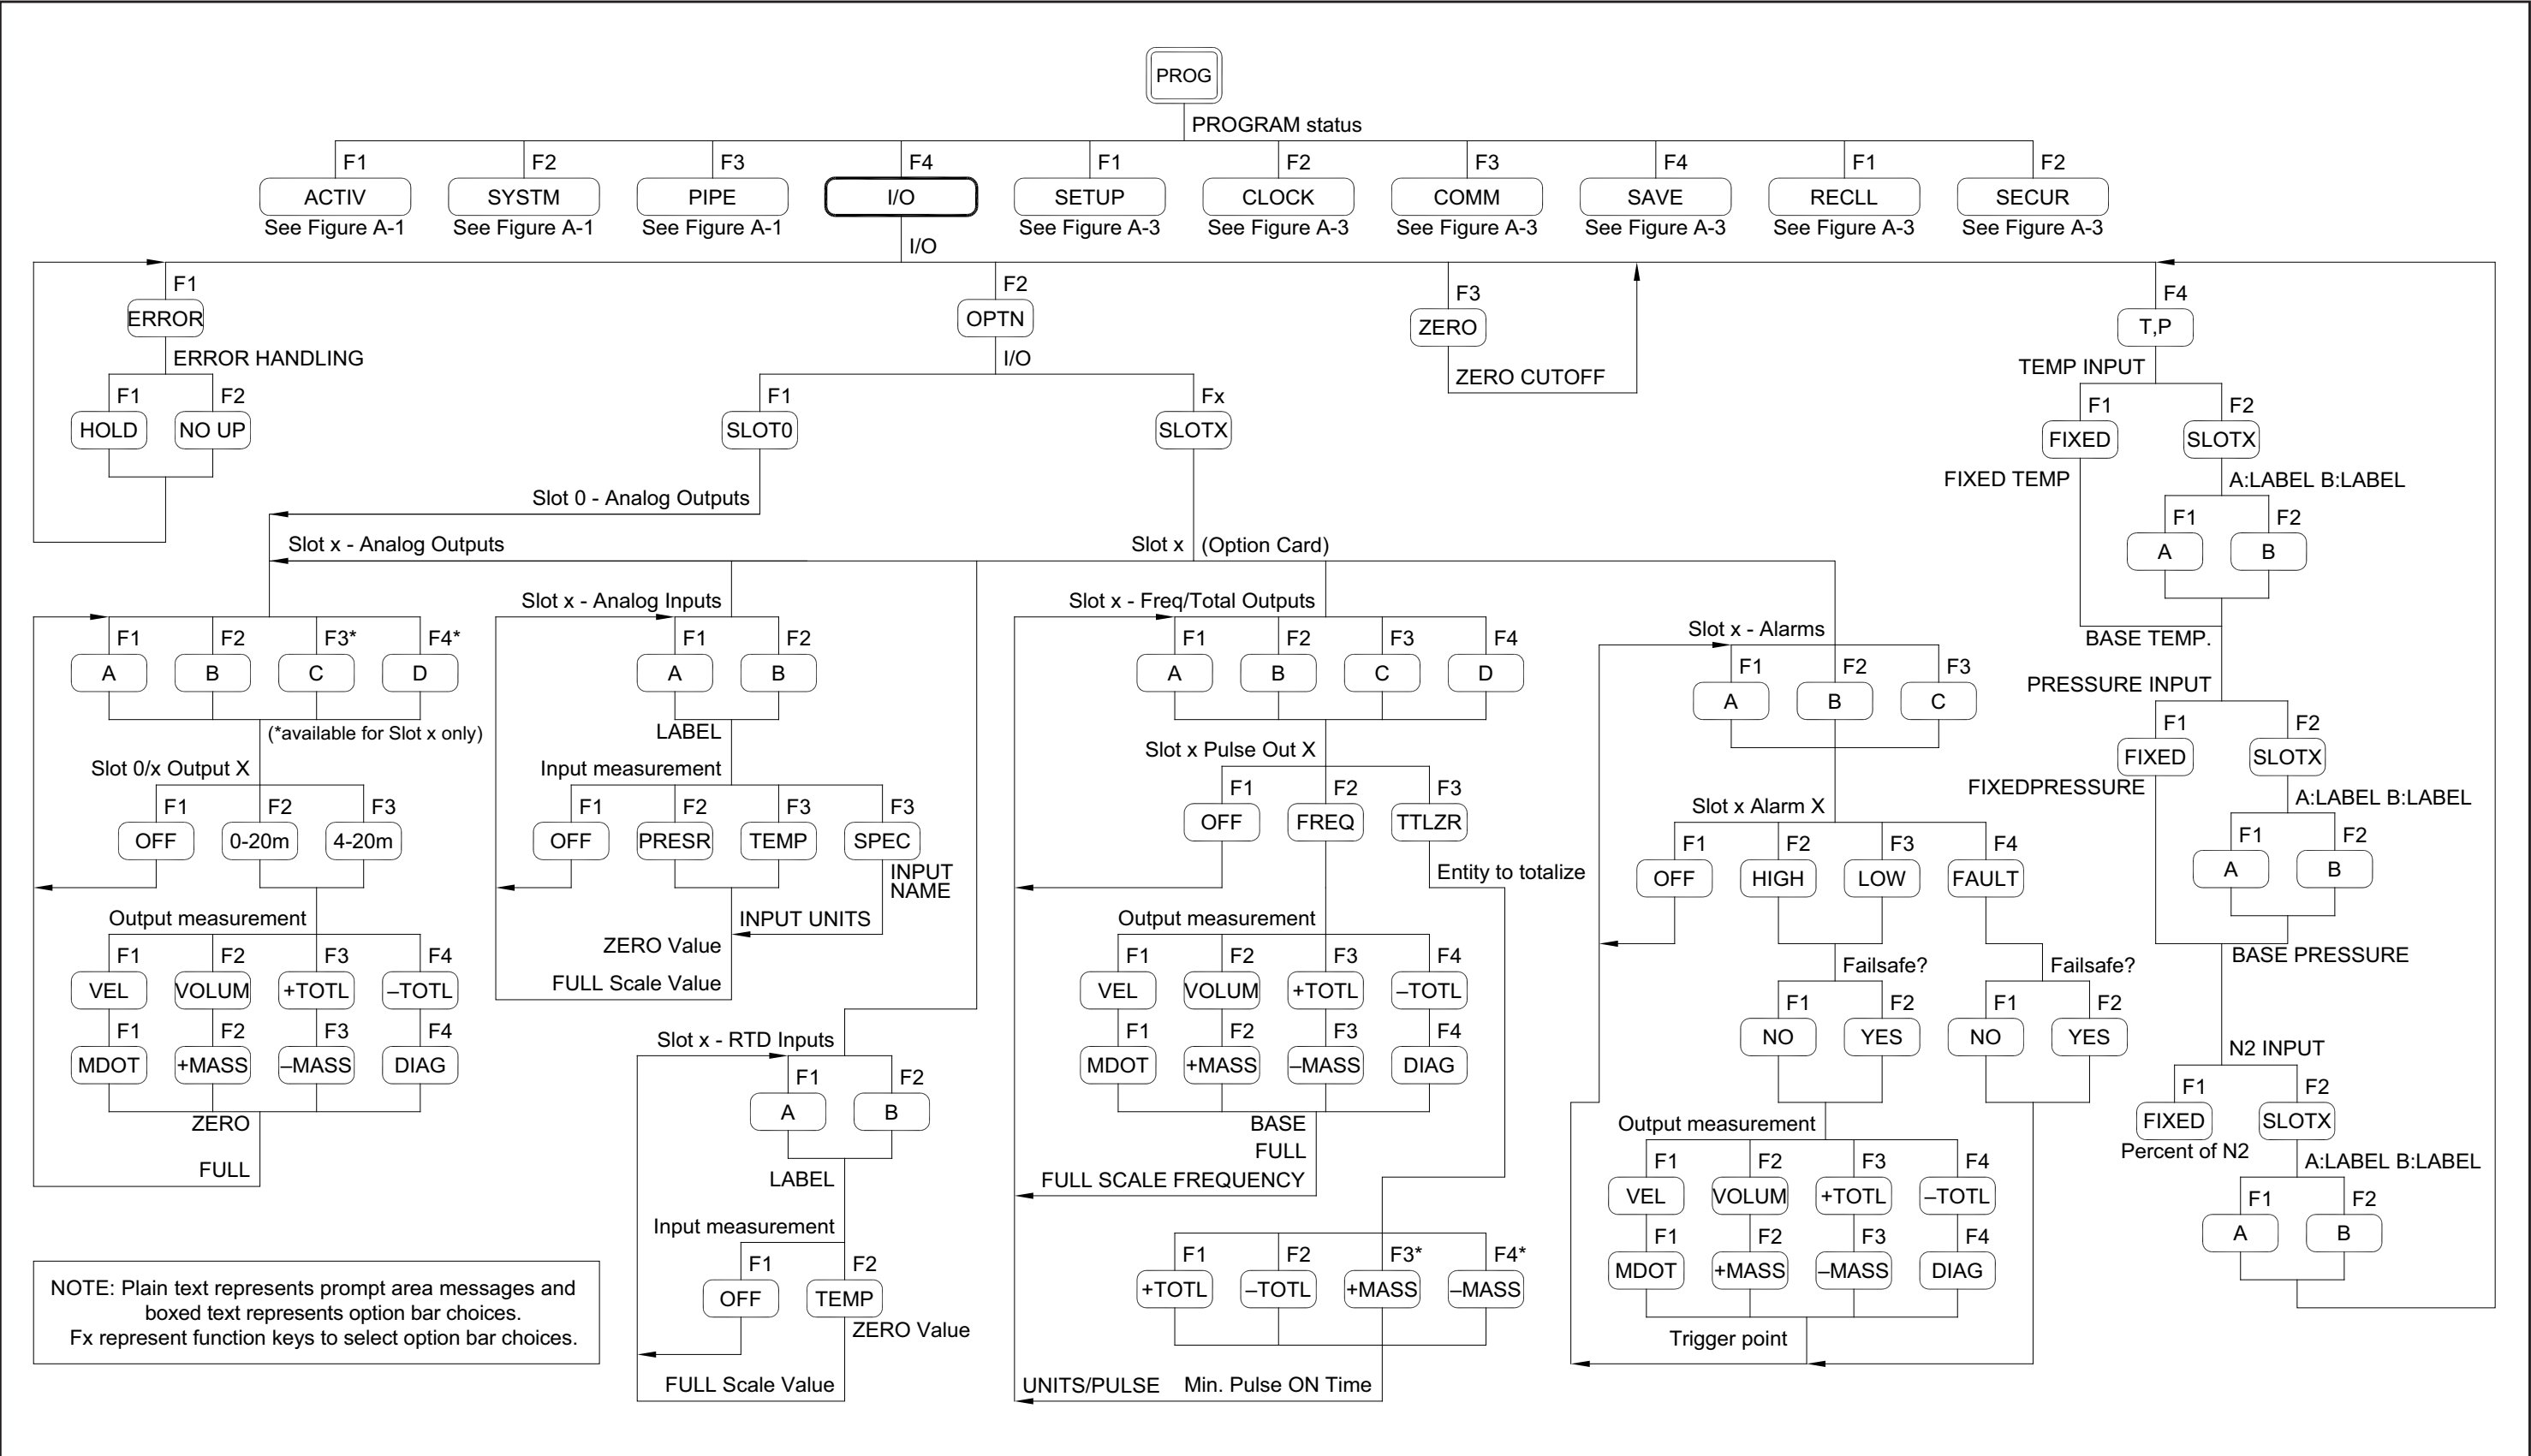 PROG
PROGRAM status
F1 F2 F3 F4 F1 F2 F3 F4 F1 F2
ACTIV SYSTM PIPE I/O SETUP CLOCK COMM SAVE RECLL SECUR
See Figure A-1 See Figure A-1 See Figure A-1 See Figure A-3 See Figure A-3 See Figure A-3 See Figure A-3 See Figure A-3 See Figure A-3
I/O
F1
ERROR
ERROR HANDLING
F1 F2
HOLD NO UP
F2
OPTN
I/O
F1 Fx
SLOT0 SLOTX
Slot 0 - Analog Outputs
Slot x - Analog Outputs
Slot x (Option Card)
F3
ZERO
ZERO CUTOFF
F1 F2 F3* F4*
A B C D
(*available for Slot x only)
Slot 0/x Output X
F1 F2 F3
OFF 0-20m 4-20m
Output measurement
F1 F2 F3 F4
VEL VOLUM +TOTL –TOTL
F1 F2 F3 F4
MDOT +MASS –MASS DIAG
ZERO
FULL
Slot x - Analog Inputs
F1 F2
A B
LABEL
Input measurement
F1 F2 F3 F3
OFF PRESR TEMP SPEC
INPUT
NAME
INPUT UNITS
ZERO Value
FULL Scale Value
Slot x - RTD Inputs
F1 F2
A B
LABEL
Input measurement
F1 F2
OFF TEMP
ZERO Value
FULL Scale Value
Slot x - Freq/Total Outputs
F1 F2 F3 F4
A B C D
Slot x Pulse Out X
F1 F2 F3
OFF FREQ TTLZR
Entity to totalize
Output measurement
F1 F2 F3 F4
VEL VOLUM +TOTL –TOTL
F1 F2 F3 F4
MDOT +MASS –MASS DIAG
BASE
FULL
FULL SCALE FREQUENCY
F1 F2 F3* F4*
+TOTL –TOTL +MASS –MASS
UNITS/PULSE Min. Pulse ON Time
Slot x - Alarms
F1 F2 F3
A B C
Slot x Alarm X
F1 F2 F3 F4
OFF HIGH LOW FAULT
Failsafe? Failsafe?
F1 F2 F1 F2
NO YES NO YES
Output measurement
F1 F2 F3 F4
VEL VOLUM +TOTL –TOTL
F1 F2 F3 F4
MDOT +MASS –MASS DIAG
Trigger point
F4
T,P
TEMP INPUT
F1 F2
FIXED SLOTX
FIXED TEMP A:LABEL B:LABEL
F1 F2
A B
BASE TEMP.
PRESSURE INPUT
F1 F2
FIXED SLOTX
FIXEDPRESSURE A:LABEL B:LABEL
F1 F2
A B
BASE PRESSURE
N2 INPUT
F1 F2
FIXED SLOTX
Percent of N2 A:LABEL B:LABEL
F1 F2
A B
NOTE: Plain text represents prompt area messages and
boxed text represents option bar choices.
Fx represent function keys to select option bar choices.